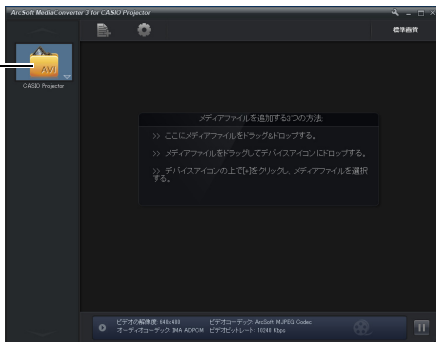 ArcSoft MediaConverter 3 for CASIO Projector
標準画質
AVI
CASIO Projector
メディアファイルを追加する3つの方法:
>> ここにメディアファイルをドラッグ&ドロップする。
>> メディアファイルをドラッグしてデバイスアイコンにドロップする。
>> デバイスアイコンの上で[+]をクリックし、メディアファイルを選択
する。
ビデオの解像度: 640x480 ビデオコーデック: ArcSoft MJPEG Codec
オーディオコーデック: IMA ADPCM ビデオビットレート: 10240 Kbps